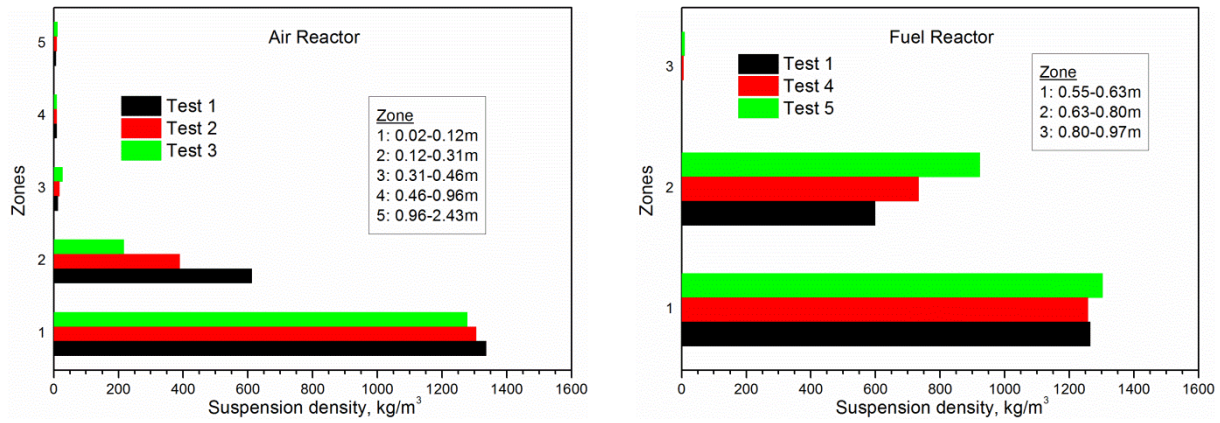 Air Reactor
Test 1
Test 2
Test 3
Zone
1: 0.02-0.12m
2: 0.12-0.31m
3: 0.31-0.46m
4: 0.46-0.96m
5: 0.96-2.43m
Zones
5
4
3
2
1
0 200 400 600 800 1000 1200 1400 1600
Suspension density, kg/m³
Fuel Reactor
Test 1
Test 4
Test 5
Zone
1: 0.55-0.63m
2: 0.63-0.80m
3: 0.80-0.97m
Zones
3
2
1
0 200 400 600 800 1000 1200 1400 1600
Suspension density, kg/m³